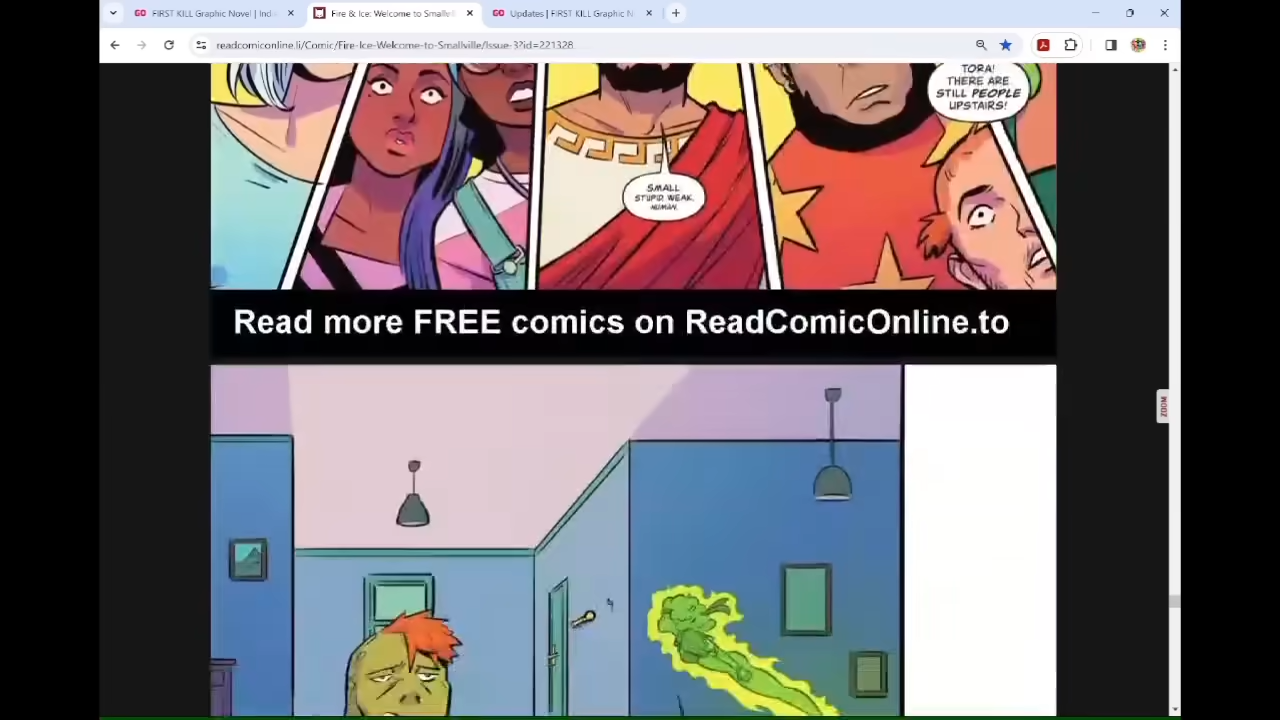 FIRST KILL Graphic Novel | Ind
Fire & Ice: Welcome to Smallvill
Updates | FIRST KILL Graphic N
readcomiconline.li/Comic/Fire-Ice-Welcome-to-Smallville/Issue-3?id=221328
TORA!
THERE ARE
STILL PEOPLE
UPSTAIRS!
SMALL
STUPID. WEAK.
HUMAN.
Read more FREE comics on ReadComicOnline.to
ZOOM